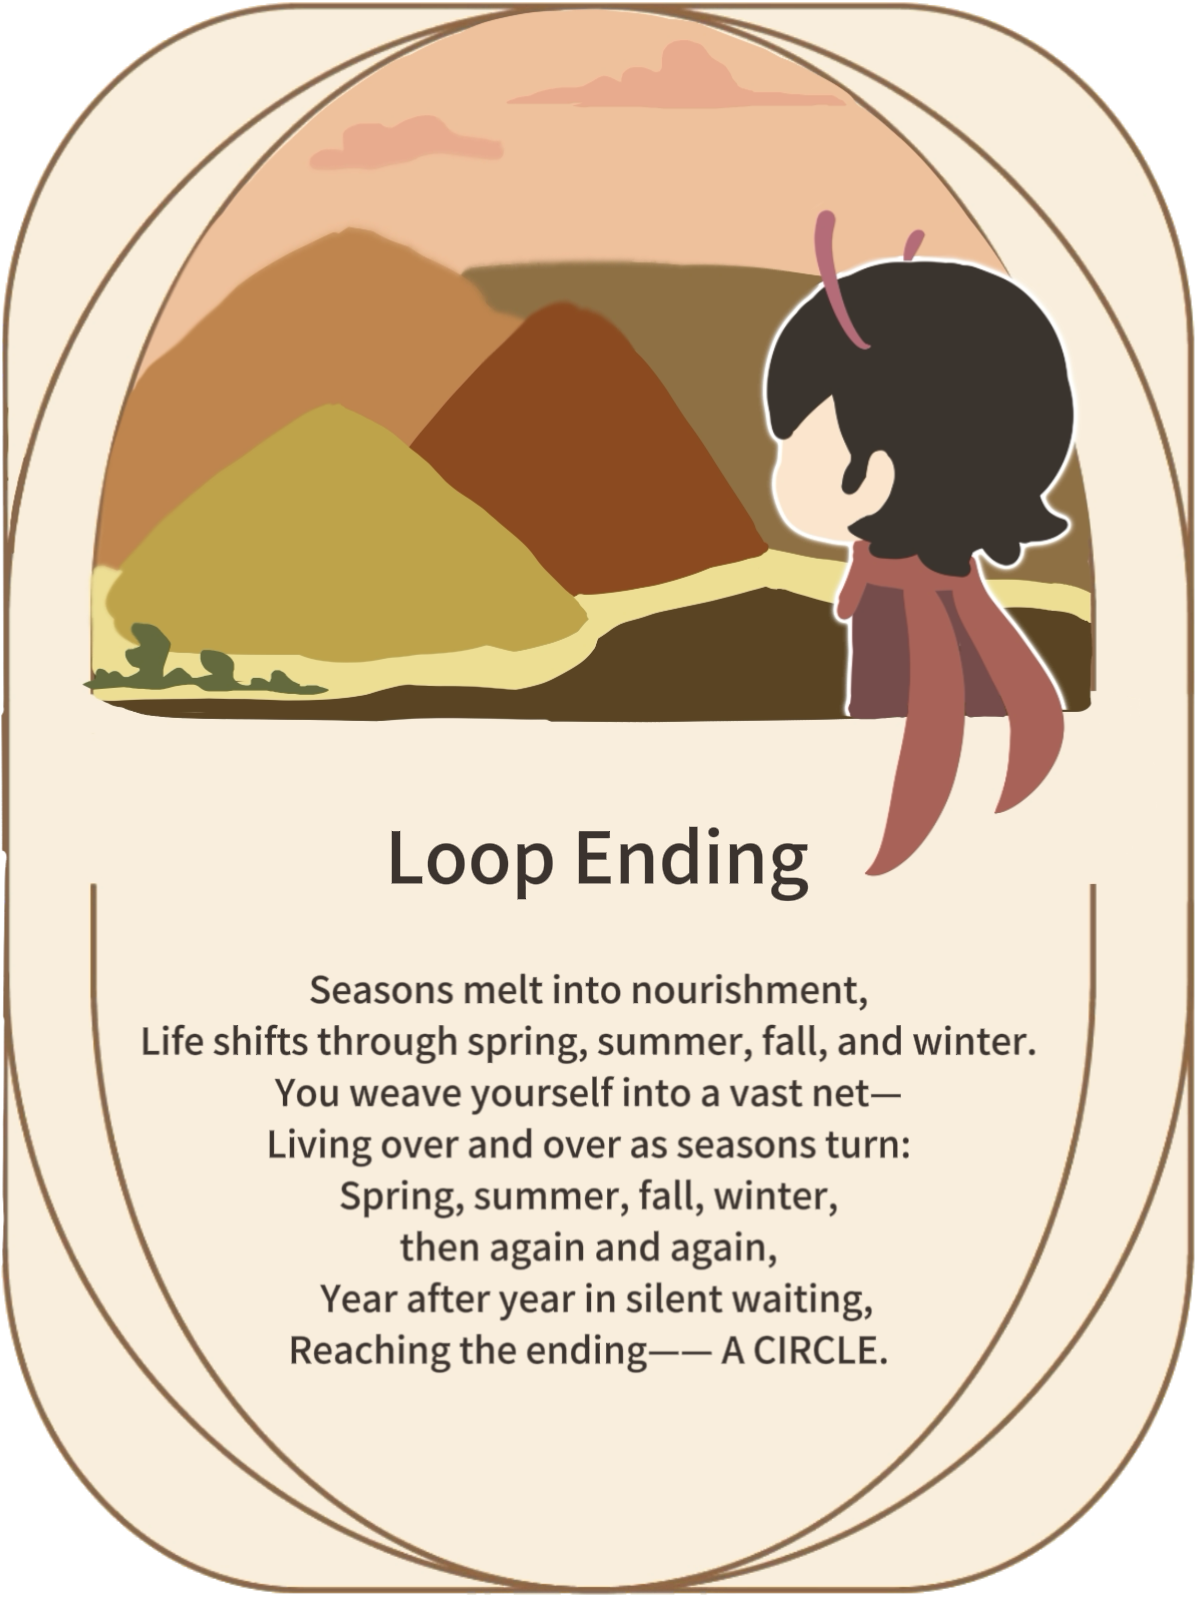 Loop Ending
Seasons melt into nourishment,
Life shifts through spring, summer, fall, and winter.
You weave yourself into a vast net—
Living over and over as seasons turn:
Spring, summer, fall, winter,
then again and again,
Year after year in silent waiting,
Reaching the ending—— A CIRCLE.